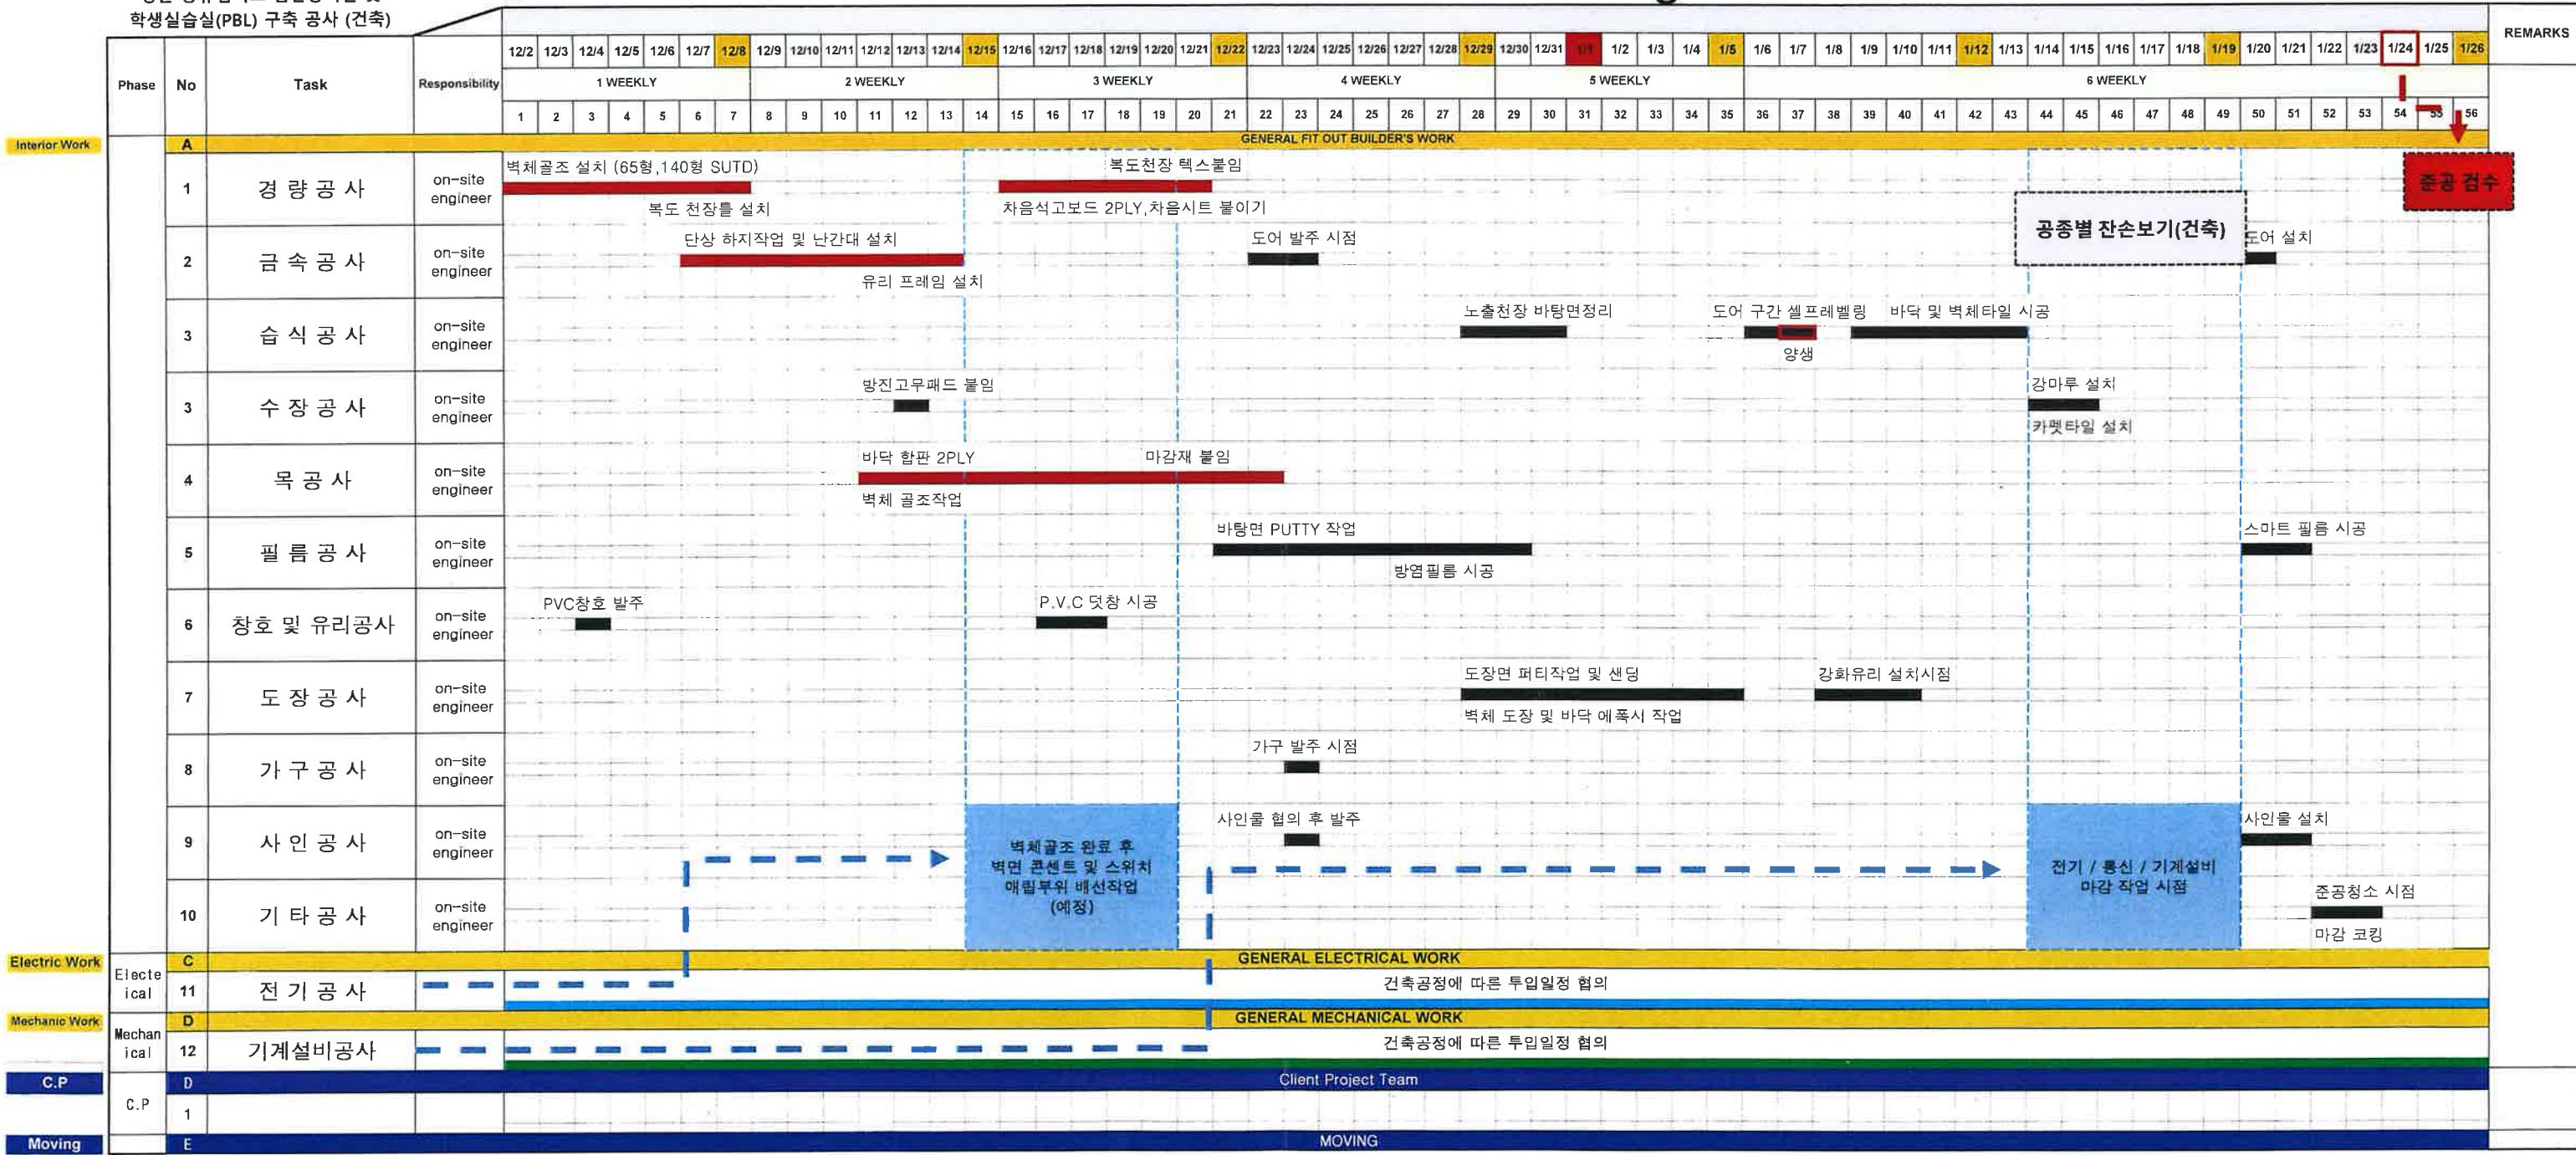 학생실습실(PBL) 구축 공사 (건축)
Phase No Task Responsibility
12/2 12/3 12/4 12/5 12/6 12/7 12/8 12/9 12/10 12/11 12/12 12/13 12/14 12/15 12/16 12/17 12/18 12/19 12/20 12/21 12/22 12/23 12/24 12/25 12/26 12/27 12/28 12/29 12/30 12/31 1/1 1/2 1/3 1/4 1/5 1/6 1/7 1/8 1/9 1/10 1/11 1/12 1/13 1/14 1/15 1/16 1/17 1/18 1/19 1/20 1/21 1/22 1/23 1/24 1/25 1/26
REMARKS
1 WEEKLY 2 WEEKLY 3 WEEKLY 4 WEEKLY 5 WEEKLY 6 WEEKLY
1 2 3 4 5 6 7 8 9 10 11 12 13 14 15 16 17 18 19 20 21 22 23 24 25 26 27 28 29 30 31 32 33 34 35 36 37 38 39 40 41 42 43 44 45 46 47 48 49 50 51 52 53 54 55 56
Interior Work A GENERAL FIT OUT BUILDER'S WORK
1 경 량 공 사 on-site engineer
벽체골조 설치 (65형,140형 SUTD)
복도천장 텍스붙임
복도 천장틀 설치
차음석고보드 2PLY,차음시트 붙이기
준공 검수
공종별 잔손보기(건축)
2 금 속 공 사 on-site engineer
단상 하지작업 및 난간대 설치
도어 발주 시점
도어 설치
유리 프레임 설치
3 습 식 공 사 on-site engineer
노출천장 바탕면정리
도어 구간 셀프레벨링
바닥 및 벽체타일 시공
양생
3 수 장 공 사 on-site engineer
방진고무패드 붙임
강마루 설치
카펫타일 설치
4 목 공 사 on-site engineer
바닥 합판 2PLY
마감재 붙임
벽체 골조작업
5 필 름 공 사 on-site engineer
바탕면 PUTTY 작업
스마트 필름 시공
방염필름 시공
6 창호 및 유리공사 on-site engineer
PVC창호 발주
P.V.C 덧창 시공
7 도 장 공 사 on-site engineer
도장면 퍼티작업 및 샌딩
강화유리 설치시점
벽체 도장 및 바닥 에폭시 작업
8 가 구 공 사 on-site engineer
가구 발주 시점
9 사 인 공 사 on-site engineer
사인물 협의 후 발주
사인물 설치
벽체골조 완료 후
벽면 콘센트 및 스위치
매립부위 배선작업
(예정)
전기 / 통신 / 기계설비
마감 작업 시점
10 기 타 공 사 on-site engineer
준공청소 시점
마감 코킹
Electric Work C GENERAL ELECTRICAL WORK
Electe ical 11 전 기 공 사 건축공정에 따른 투입일정 협의
Mechanic Work D GENERAL MECHANICAL WORK
Mechan ical 12 기계설비공사 건축공정에 따른 투입일정 협의
C.P D Client Project Team
C.P 1
Moving E MOVING